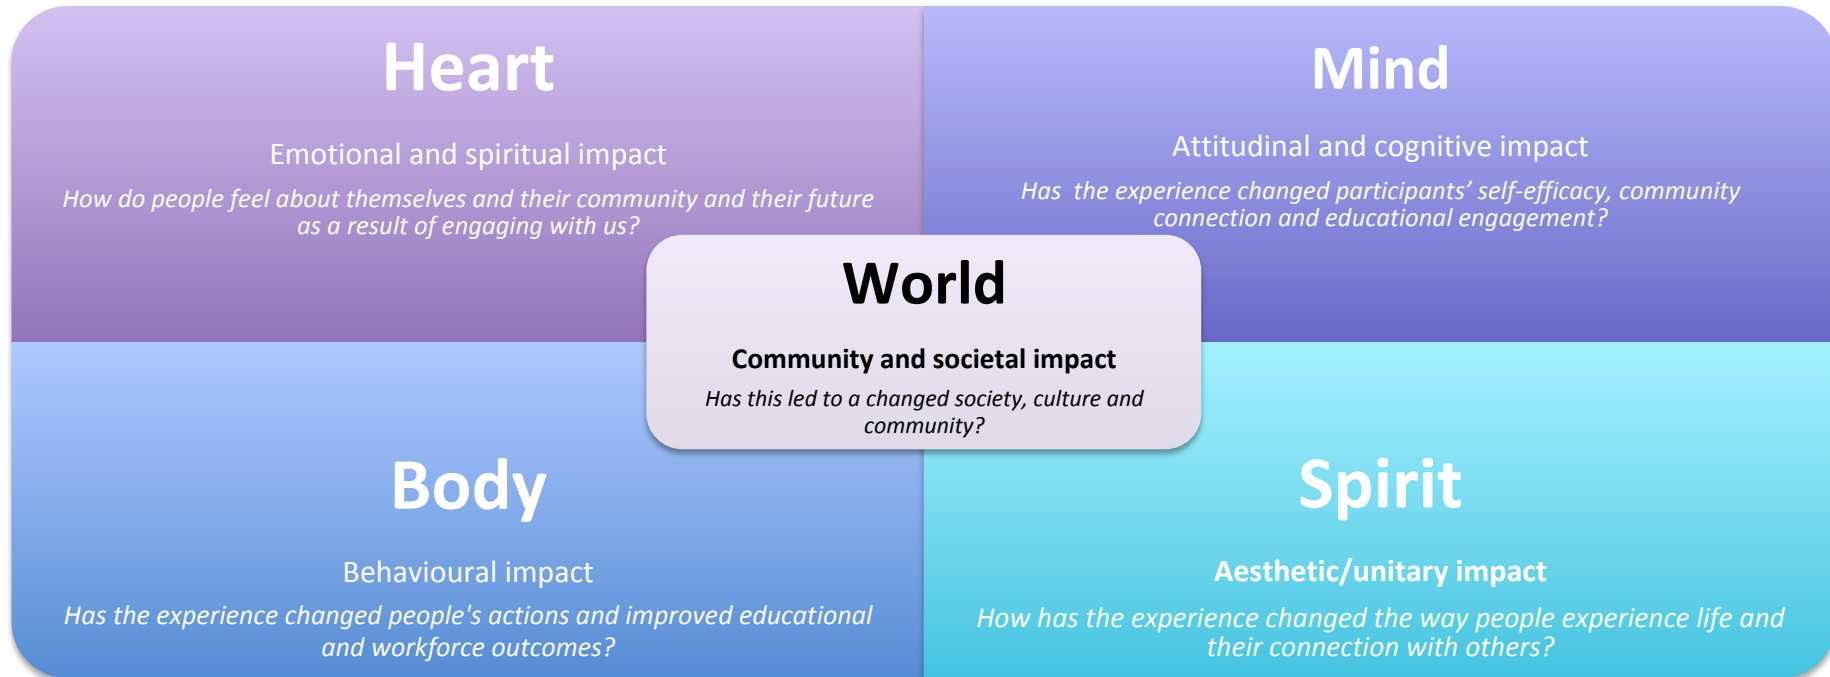 Heart
Emotional and spiritual impact
How do people feel about themselves and their community and their future
as a result of engaging with us?
Mind
Attitudinal and cognitive impact
Has  the experience changed participants’ self-efficacy, community
connection and educational engagement?
World
Community and societal impact
Has this led to a changed society, culture and
community?
Body
Behavioural impact
Has the experience changed people's actions and improved educational
and workforce outcomes?
Spirit
Aesthetic/unitary impact
How has the experience changed the way people experience life and
their connection with others?